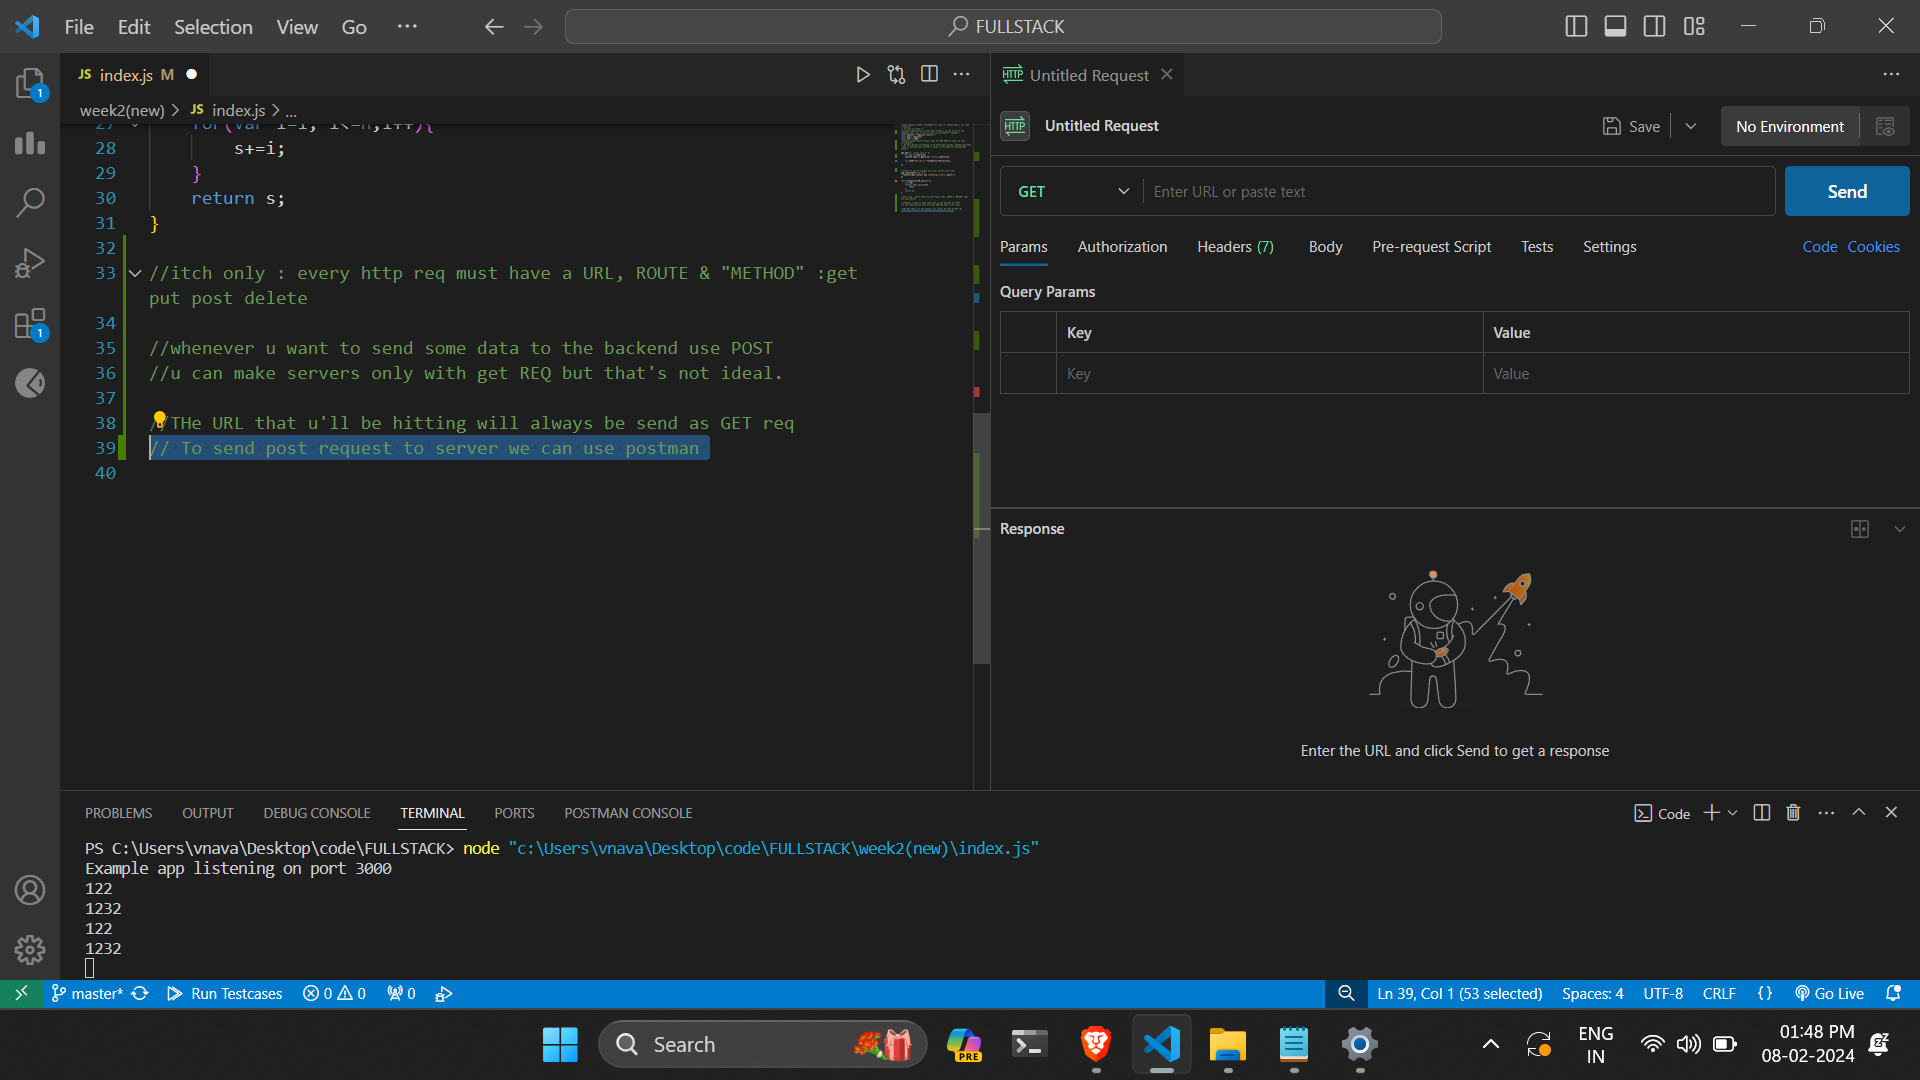 File Edit Selection View Go ...
FULLSTACK
JS index.js M
week2(new) > JS index.js > ...
27 for(var i=1; i<=n;i++){
28 s+=i;
29 }
30 return s;
31 }
32
33 //itch only : every http req must have a URL, ROUTE & "METHOD" :get
put post delete
34
35 //whenever u want to send some data to the backend use POST
36 //u can make servers only with get REQ but that's not ideal.
37
38 //THe URL that u'll be hitting will always be send as GET req
39 // To send post request to server we can use postman
40
HTTP Untitled Request
HTTP Untitled Request
Save
No Environment
GET Enter URL or paste text
Send
Params Authorization Headers (7) Body Pre-request Script Tests Settings Code Cookies
Query Params
Key Value
Key Value
Response
Enter the URL and click Send to get a response
PROBLEMS OUTPUT DEBUG CONSOLE TERMINAL PORTS POSTMAN CONSOLE
Code
PS C:\Users\vnava\Desktop\code\FULLSTACK> node "c:\Users\vnava\Desktop\code\FULLSTACK\week2(new)\index.js"
Example app listening on port 3000
122
1232
122
1232
master* Run Testcases 0 0 0
Ln 39, Col 1 (53 selected) Spaces: 4 UTF-8 CRLF {} Go Live
Search
PRE
ENG
IN
01:48 PM
08-02-2024
1
1